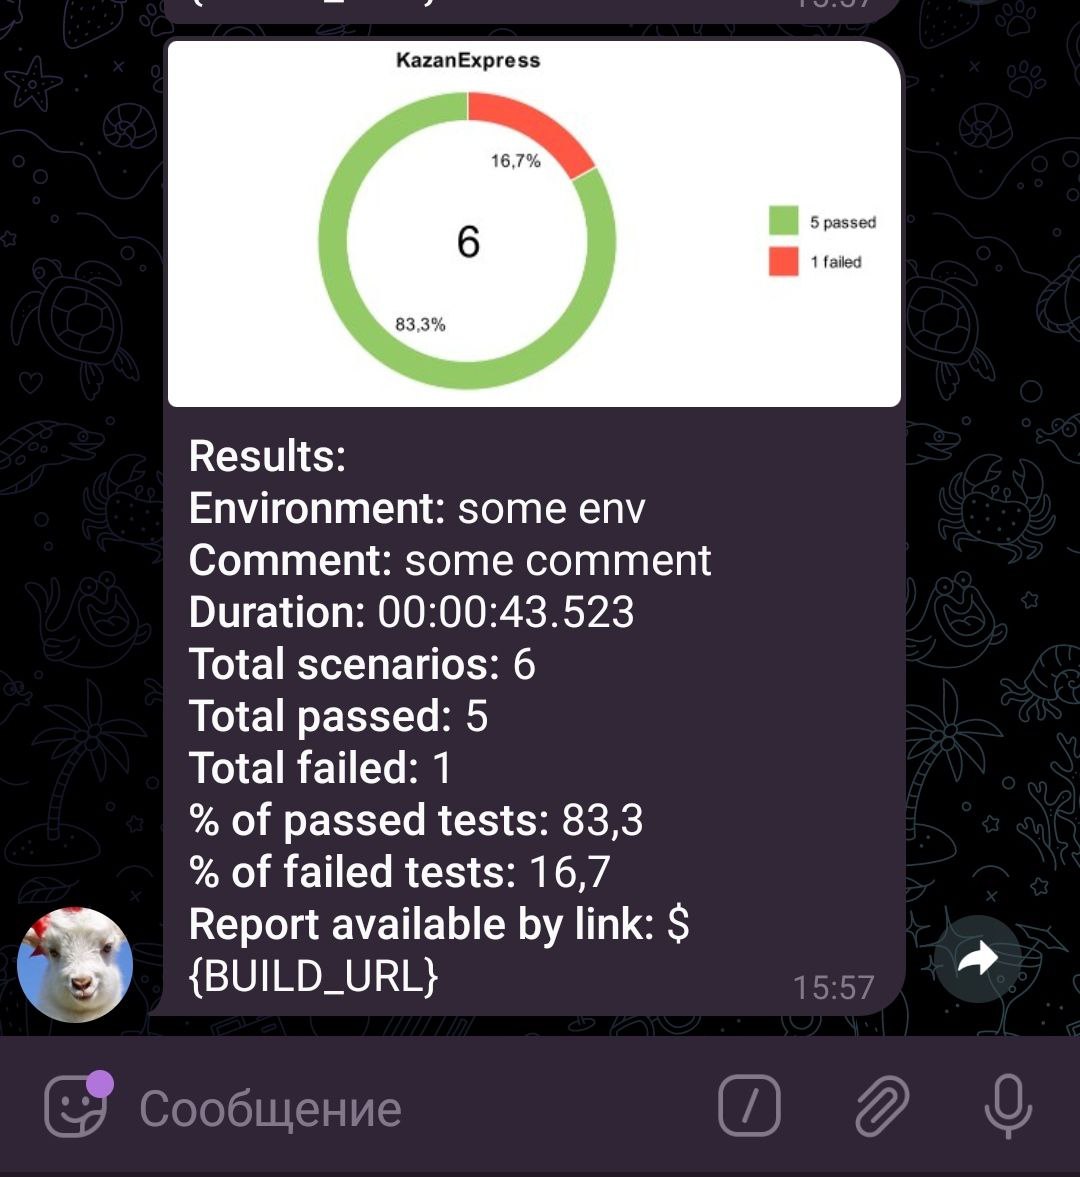 KazanExpress
16,7%
6
5 passed
1 failed
83,3%
Results:
Environment: some env
Comment: some comment
Duration: 00:00:43.523
Total scenarios: 6
Total passed: 5
Total failed: 1
% of passed tests: 83,3
% of failed tests: 16,7
Report available by link: $
{BUILD_URL}
15:57
Сообщение